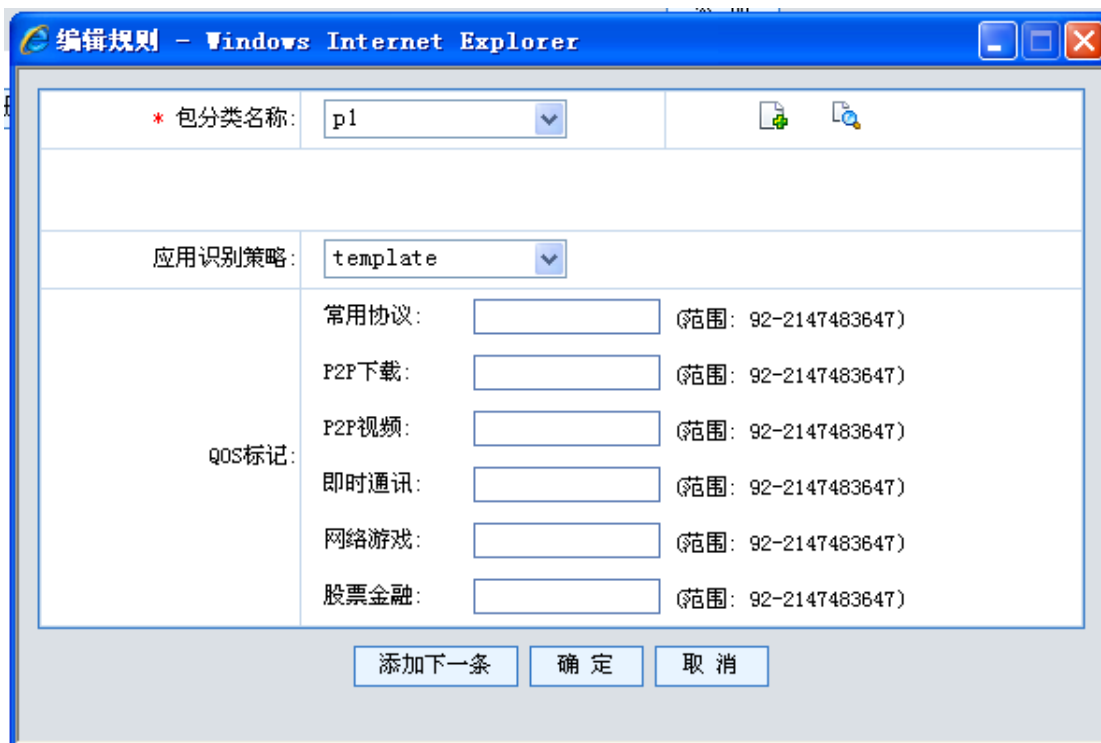 编辑规则 - Windows Internet Explorer
* 包分类名称: p1
应用识别策略: template
QOS标记:
常用协议: (范围: 92-2147483647)
P2P下载: (范围: 92-2147483647)
P2P视频: (范围: 92-2147483647)
即时通讯: (范围: 92-2147483647)
网络游戏: (范围: 92-2147483647)
股票金融: (范围: 92-2147483647)
添加下一条 确 定 取 消